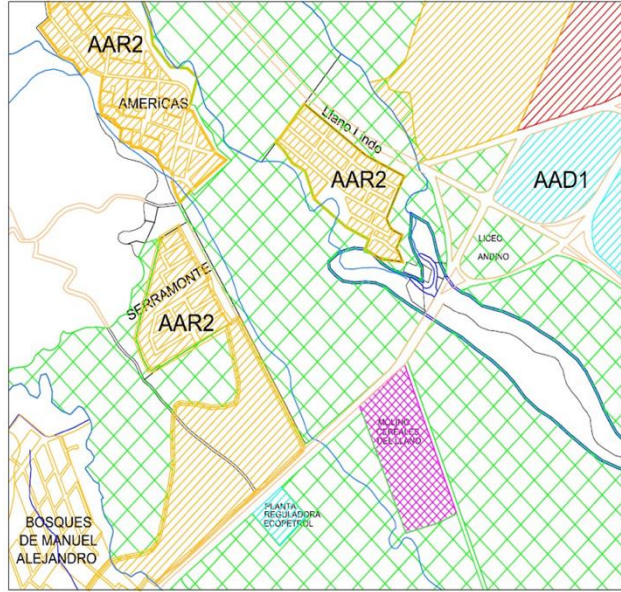 AAR2
AMERICAS
Llano Lindo
AAR2
AAD1
LICEO
ANDINO
SERRAMONTE
AAR2
MOLINO
CEREALES
DEL LLANO
PLANTA
REGULADORA
ECOPETROL
BOSQUES
DE MANUEL
ALEJANDRO